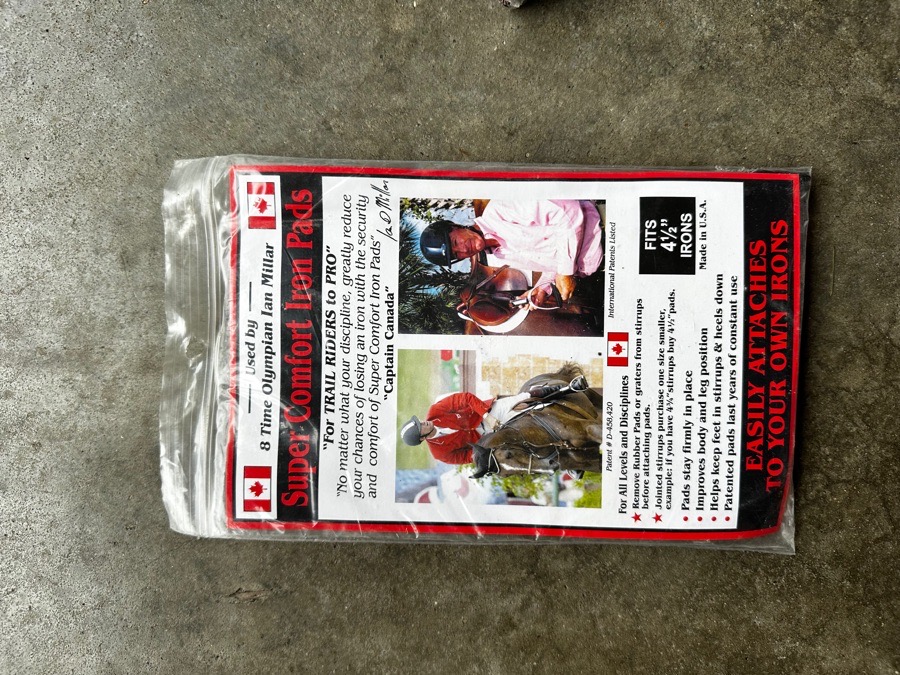 Used by
8 Time Olympian Ian Millar
Super Comfort Iron Pads
"For TRAIL RIDERS to PRO"
"No matter what your discipline, greatly reduce
your chances of losing an iron with the security
and comfort of Super Comfort Iron Pads"
"Captain Canada"
Ian Millar
Patent # D-450,420
International Patents Listed
For All Levels and Disciplines
★ Remove Rubber Pads or graters from stirrups
before attaching pads.
★ Jointed stirrups purchase one size smaller,
example: if you have 4¾" stirrups buy 4½" pads.
• Pads stay firmly in place
• Improves body and leg position
• Helps keep feet in stirrups & heels down
• Patented pads last years of constant use
FITS
4½"
IRONS
Made in U.S.A.
EASILY ATTACHES
TO YOUR OWN IRONS